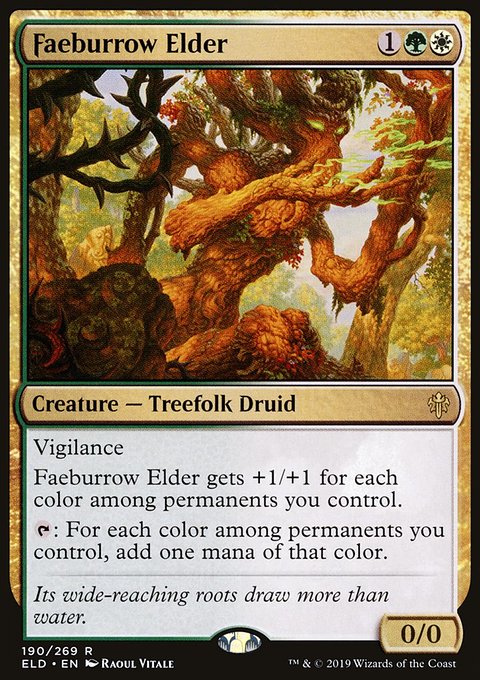 Faeburrow Elder 1
Creature — Treefolk Druid
Vigilance
Faeburrow Elder gets +1/+1 for each
color among permanents you control.
: For each color among permanents you
control, add one mana of that color.
Its wide-reaching roots draw more than
water.
0/0
190/269 R
ELD • EN Raoul Vitale
™ & © 2019 Wizards of the Coast